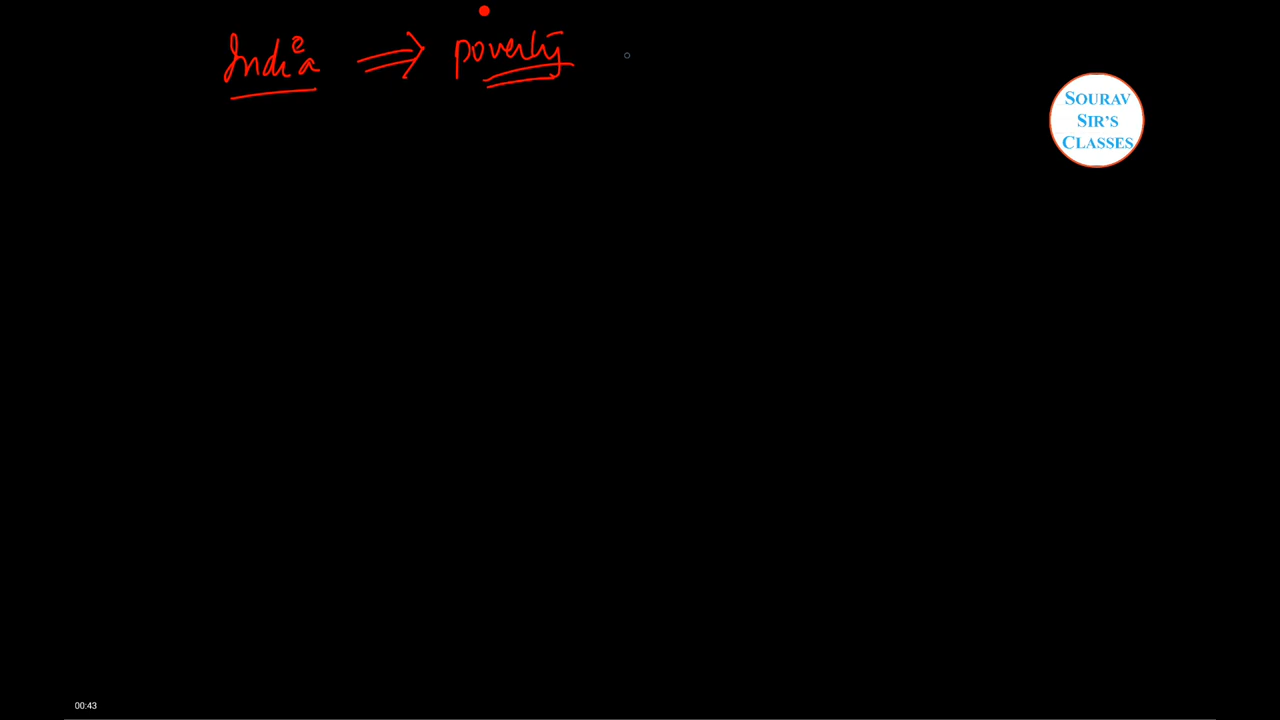 India ⇒ poverty
SOURAV
SIR'S
CLASSES
00:43